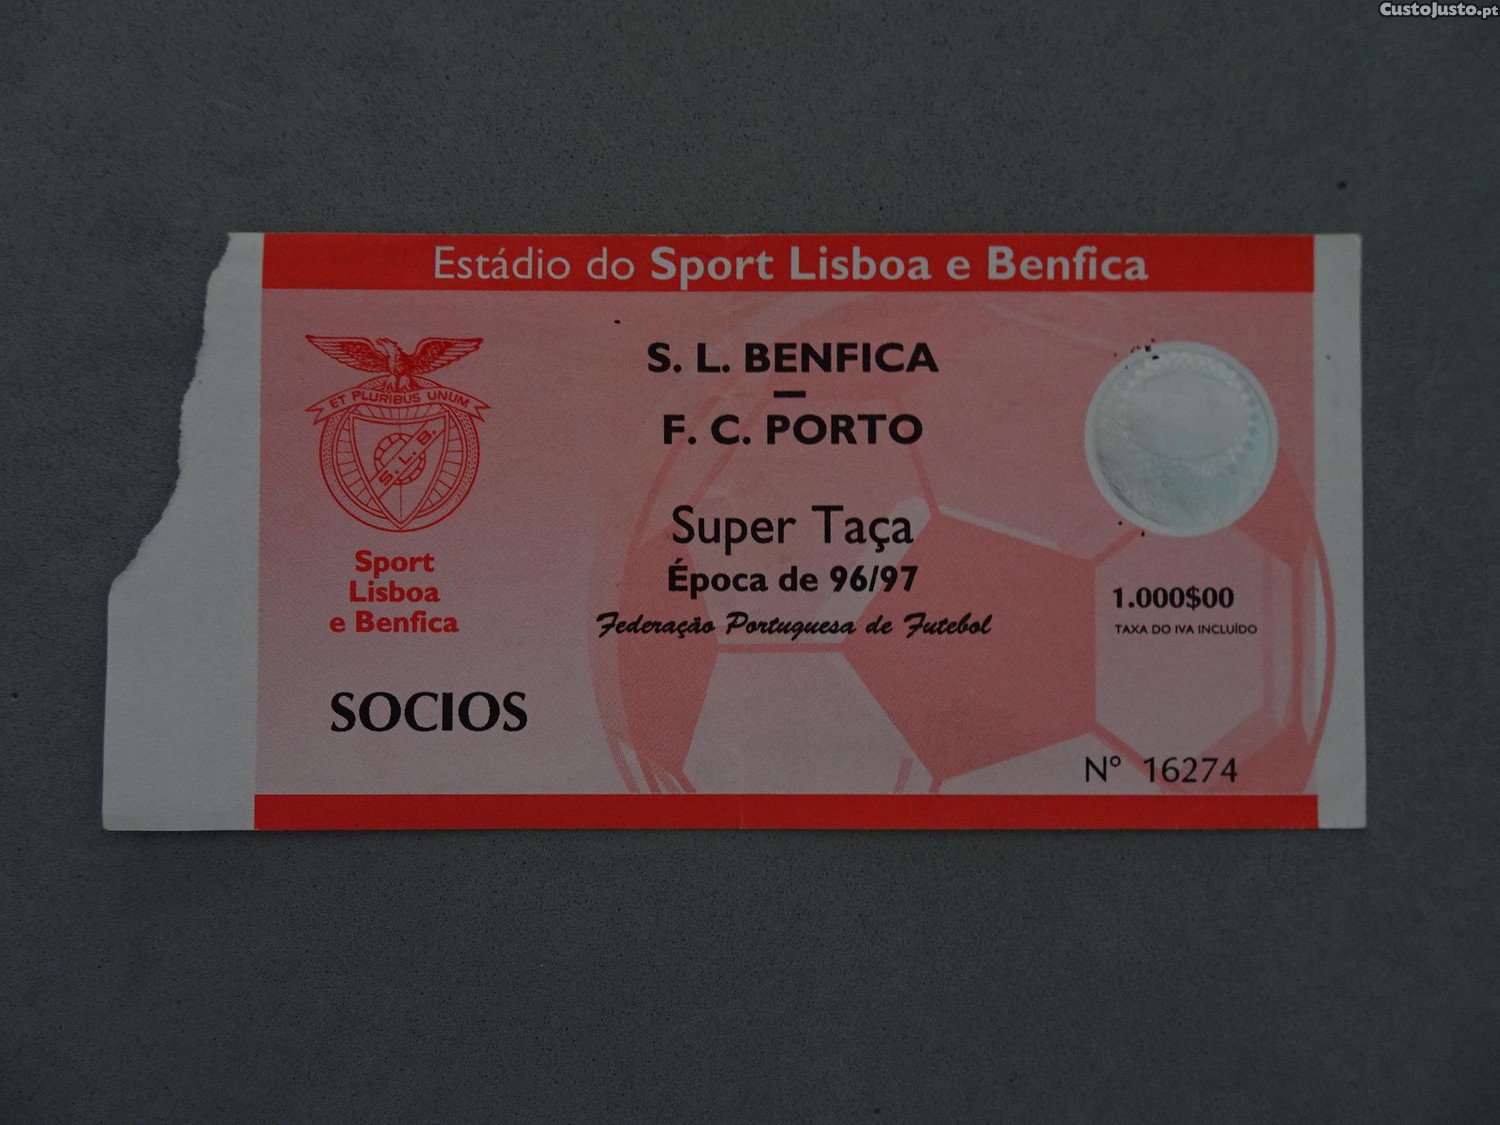 CustoJusto.pt
Estádio do Sport Lisboa e Benfica
ET PLURIBUS UNUM
S. L. B.
Sport
Lisboa
e Benfica
SOCIOS
S. L. BENFICA
–
F. C. PORTO
Super Taça
Época de 96/97
Federação Portuguesa de Futebol
1.000$00
TAXA DO IVA INCLUÍDO
Nº 16274